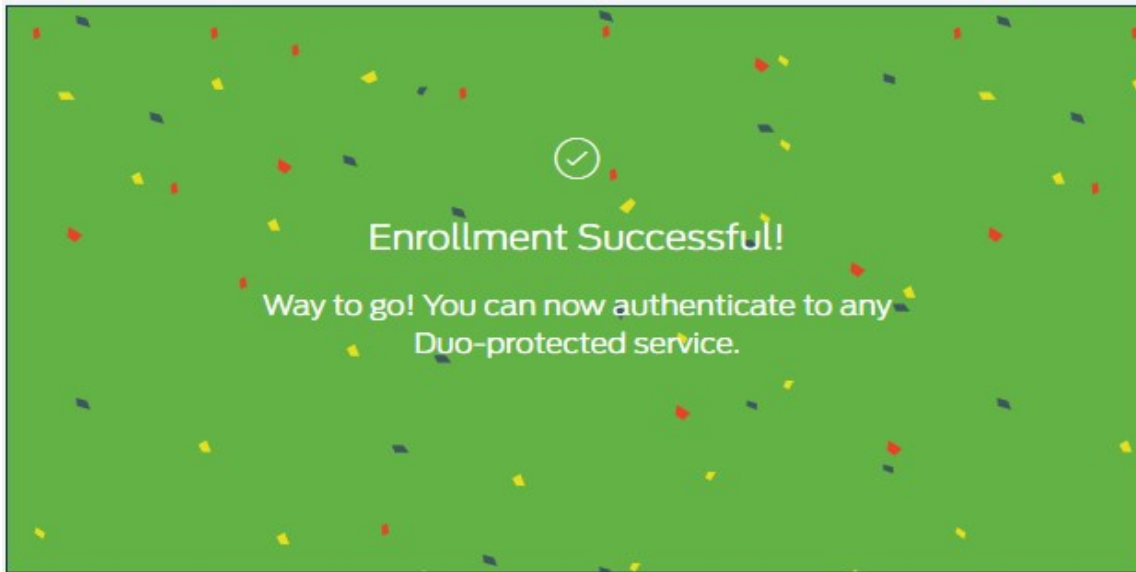 Enrollment Successful!
Way to go! You can now authenticate to any
Duo-protected service.